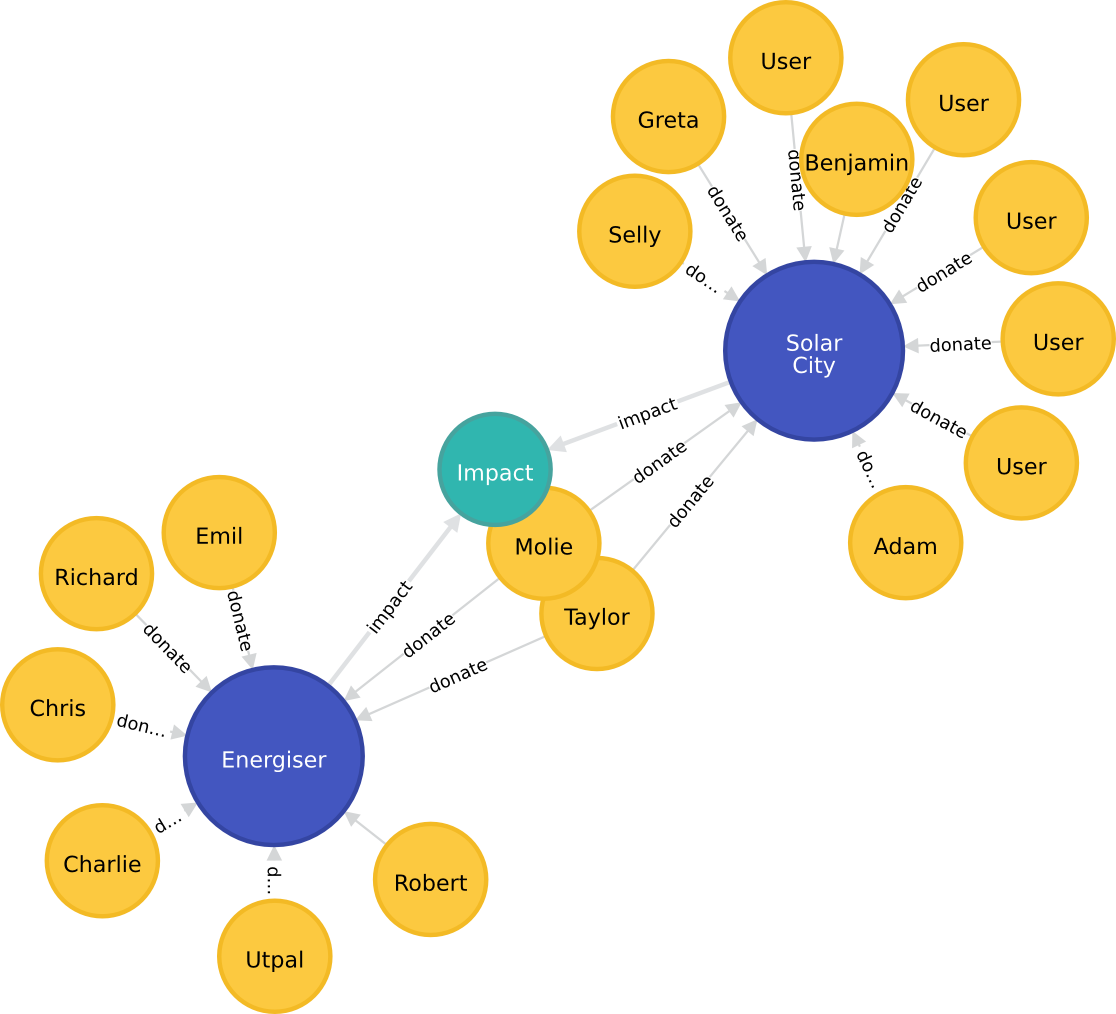 User
User
Greta
donate
Benjamin
donate
donate
User
Selly
do...
donate
User
donate
Solar
City
donate
impact
User
do...
donate
Impact
donate
Adam
Emil
Molie
Richard
impact
Taylor
donate
donate
donate
donate
Chris
don...
Energiser
d...
Charlie
d...
Robert
Utpal